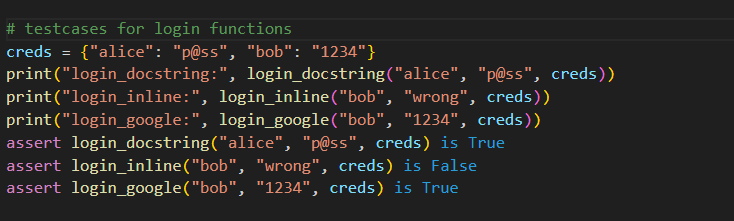 # testcases for login functions
creds = {"alice": "p@ss", "bob": "1234"}
print("login_docstring:", login_docstring("alice", "p@ss", creds))
print("login_inline:", login_inline("bob", "wrong", creds))
print("login_google:", login_google("bob", "1234", creds))
assert login_docstring("alice", "p@ss", creds) is True
assert login_inline("bob", "wrong", creds) is False
assert login_google("bob", "1234", creds) is True